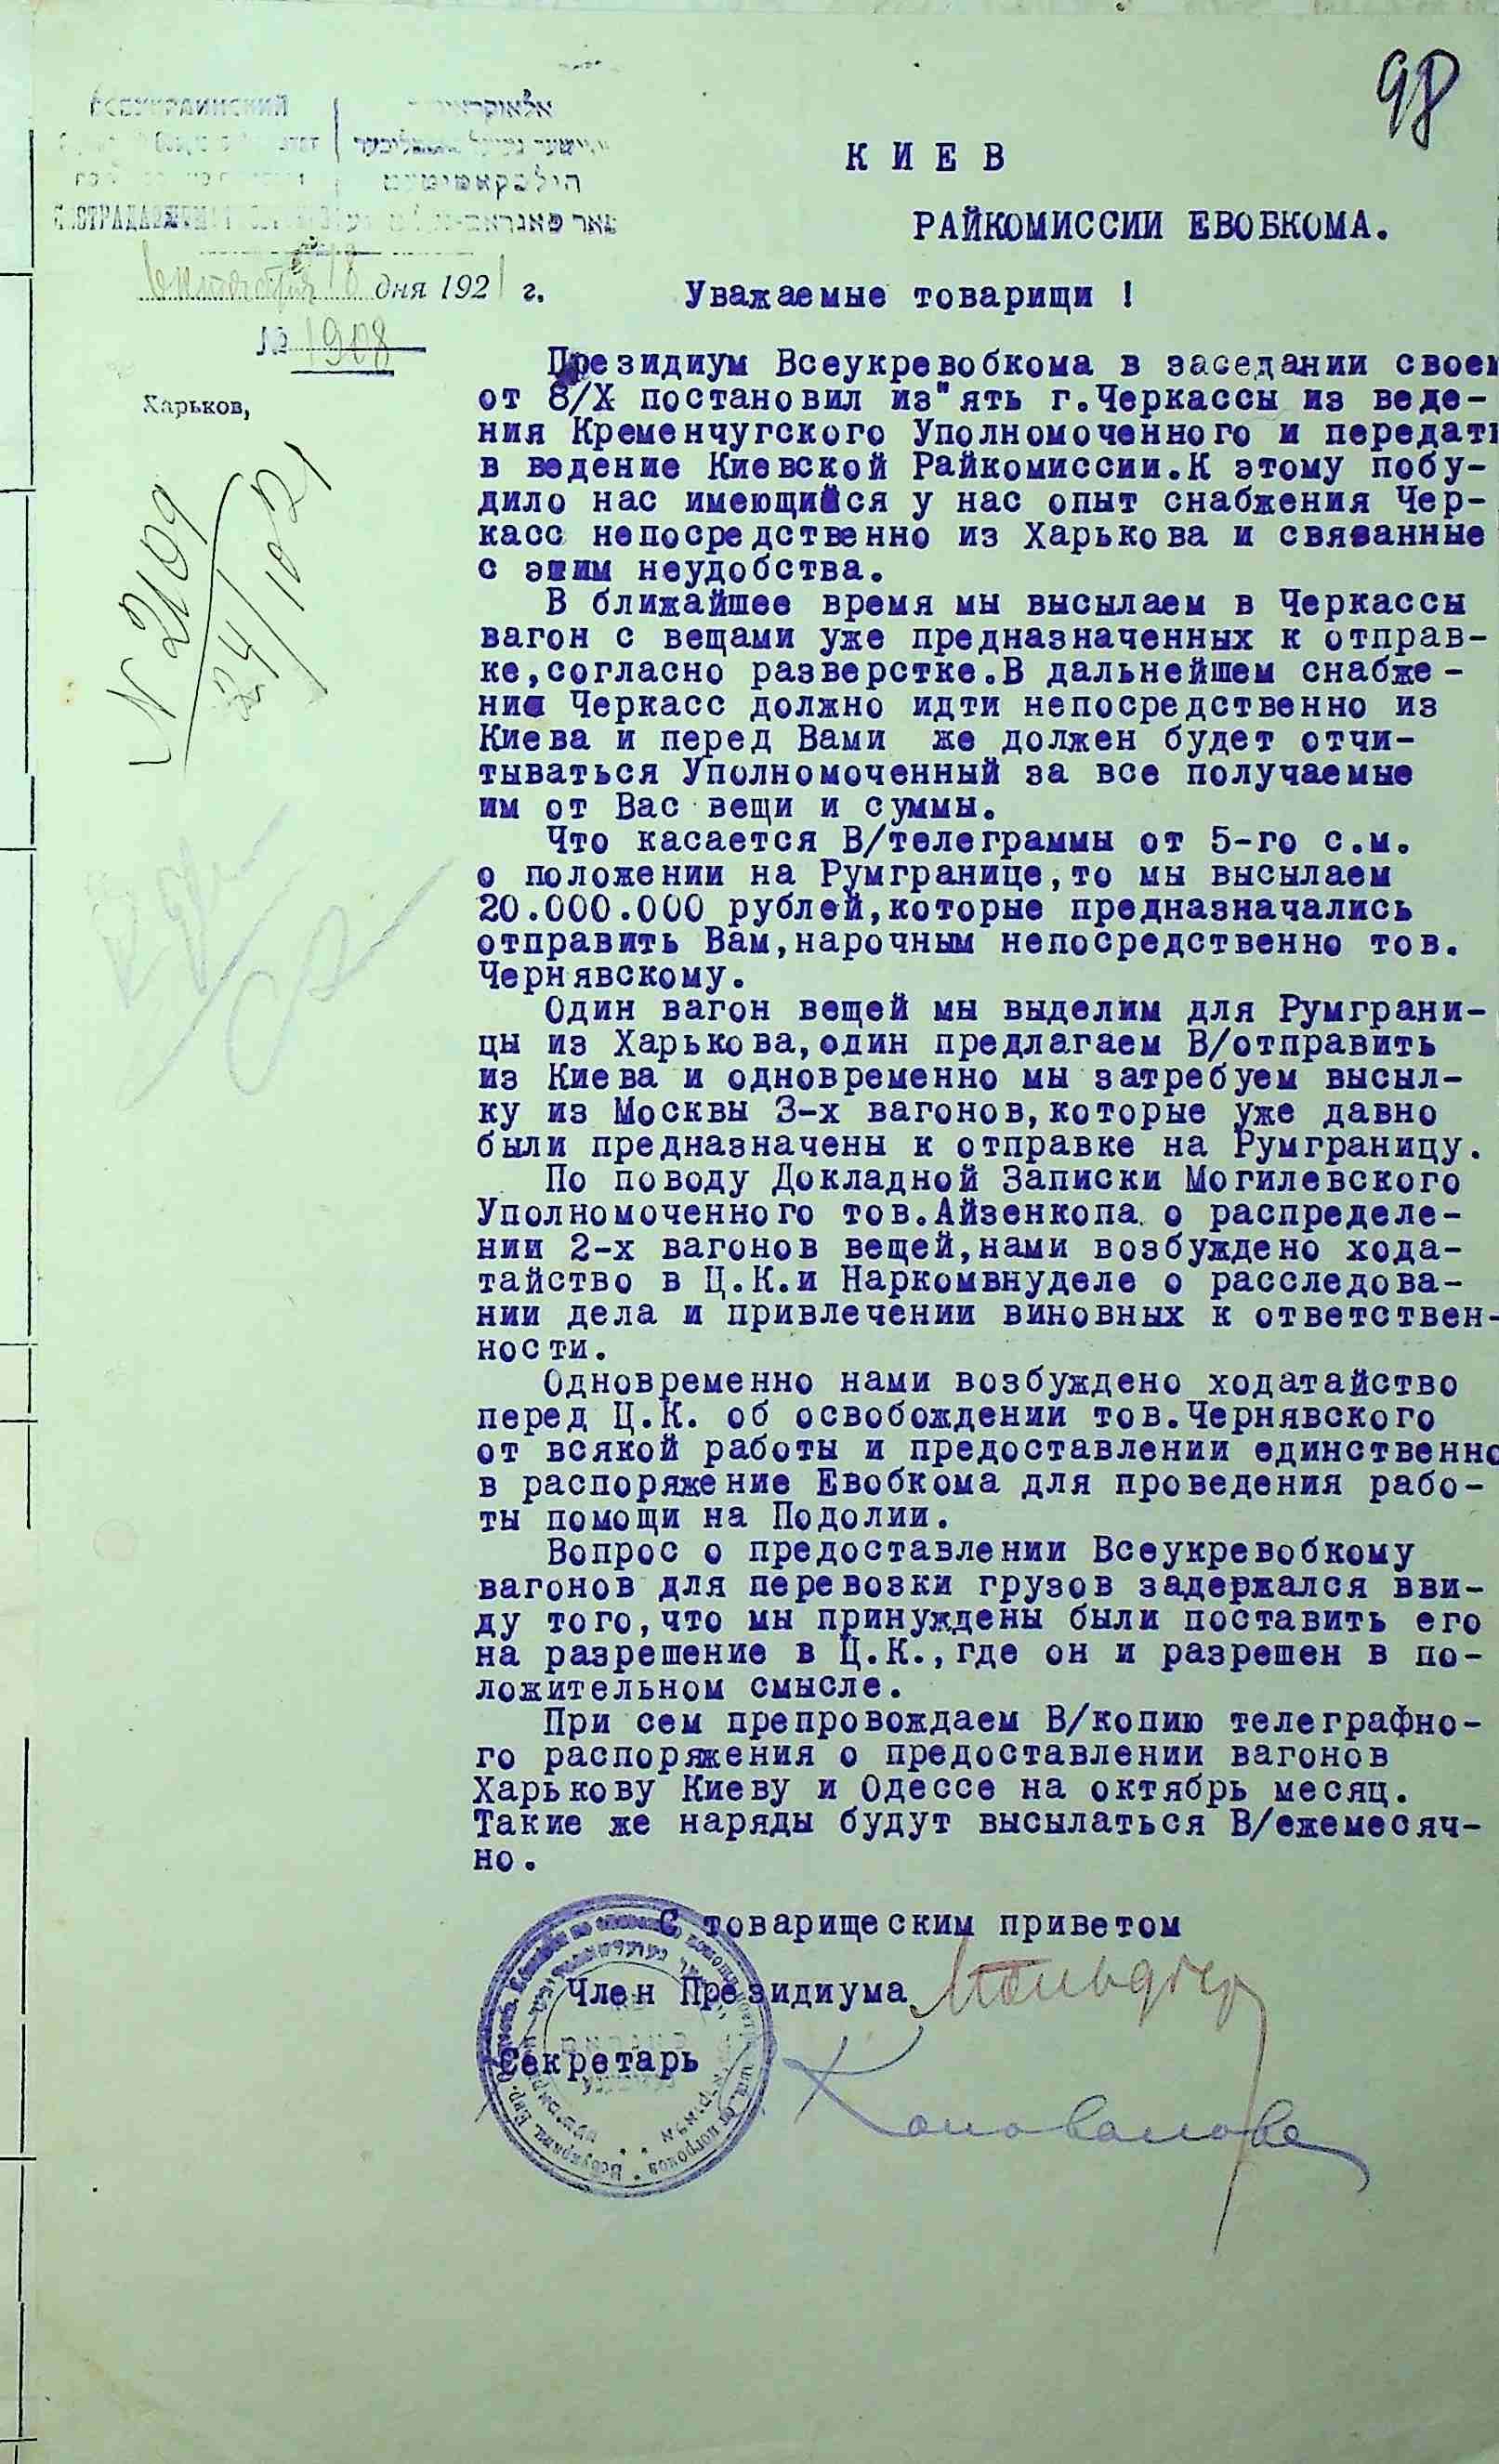 98
ВСЕУКРАИНСКИЙ
ПОСТРАДАВШИМ
октября 18 дня 1921 г.
№ 1908
Харьков,
N 2109
24/10 21
К И Е В
РАЙКОМИССИИ ЕВОБКОМА.
Уважаемые товарищи !
Президиум Всеукревобкома в заседании своем
от 8/X постановил из"ять г.Черкассы из веде-
ния Кременчугского Уполномоченного и передать
в ведение Киевской Райкомиссии.К этому побу-
дило нас имеющийся у нас опыт снабжения Чер-
касс непосредственно из Харькова и связанные
с этим неудобства.
В ближайшее время мы высылаем в Черкассы
вагон с вещами уже предназначенных к отправ-
ке,согласно разверстке.В дальнейшем снабже-
ния Черкасс должно идти непосредственно из
Киева и перед Вами же должен будет отчи-
тываться Уполномоченный за все получаемые
им от Вас вещи и суммы.
Что касается В/телеграммы от 5-го с.м.
о положении на Румгранице,то мы высылаем
20.000.000 рублей,которые предназначались
отправить Вам,нарочным непосредственно тов.
Чернявскому.
Один вагон вещей мы выделим для Румграни-
цы из Харькова,один предлагаем В/отправить
из Киева и одновременно мы затребуем высыл-
ку из Москвы 3-х вагонов,которые уже давно
были предназначены к отправке на Румграницу.
По поводу Докладной Записки Могилевского
Уполномоченного тов.Айзенкопа о распределе-
нии 2-х вагонов вещей,нами возбуждено хода-
тайство в Ц.К.и Наркомвнуделе о расследова-
нии дела и привлечении виновных к ответствен-
ности.
Одновременно нами возбуждено ходатайство
перед Ц.К. об освобождении тов.Чернявского
от всякой работы и предоставлении единственно
в распоряжение Евобкома для проведения рабо-
ты помощи на Подолии.
Вопрос о предоставлении Всеукревобкому
вагонов для перевозки грузов задержался вви-
ду того,что мы принуждены были поставить его
на разрешение в Ц.К.,где он и разрешен в по-
ложительном смысле.
При сем препровождаем В/копию телеграфно-
го распоряжения о предоставлении вагонов
Харькову Киеву и Одессе на октябрь месяц.
Такие же наряды будут высылаться В/ежемесяч-
но.
С товарищеским приветом
Член Президиума
Секретарь
Коновалова